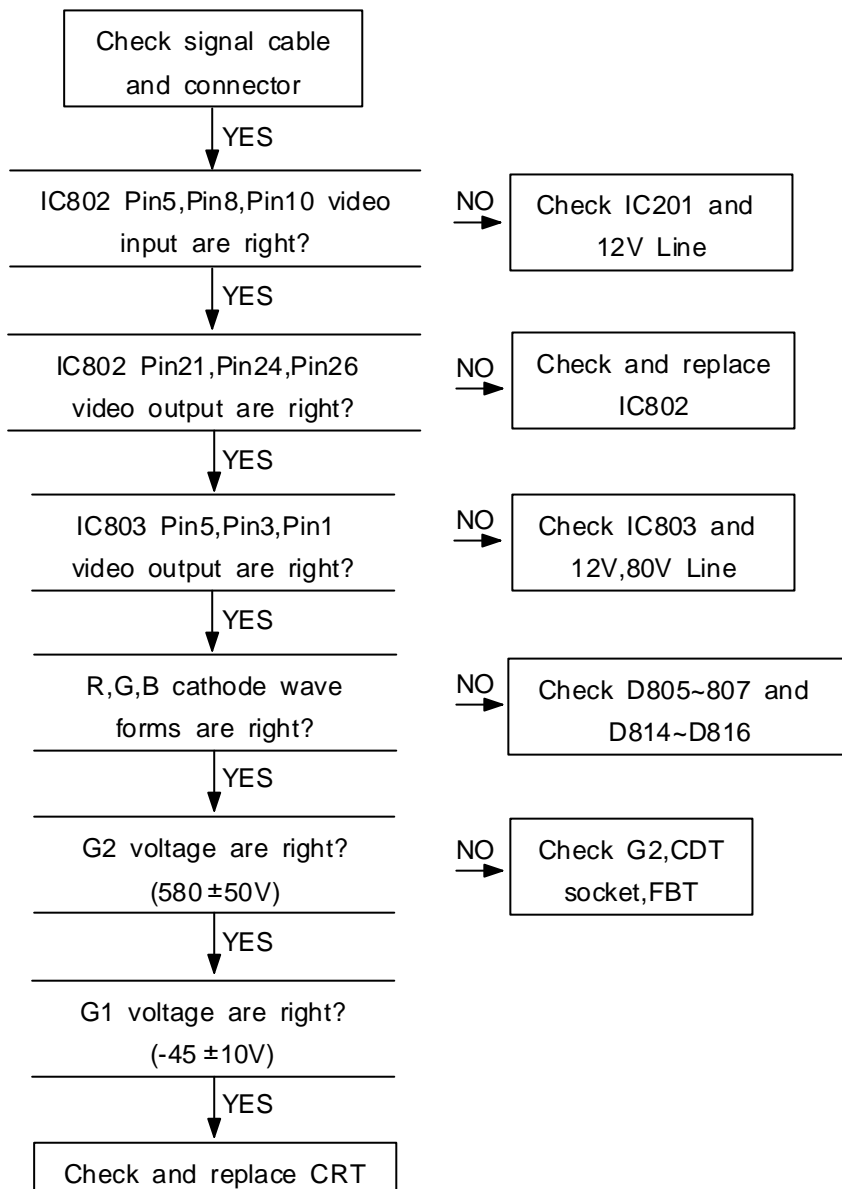 Check signal cable
and connector
YES
IC802 Pin5,Pin8,Pin10 video
input are right?
NO
Check IC201 and
12V Line
YES
IC802 Pin21,Pin24,Pin26
video output are right?
NO
Check and replace
IC802
YES
IC803 Pin5,Pin3,Pin1
video output are right?
NO
Check IC803 and
12V,80V Line
YES
R,G,B cathode wave
forms are right?
NO
Check D805~807 and
D814~D816
YES
G2 voltage are right?
(580 ±50V)
NO
Check G2,CDT
socket,FBT
YES
G1 voltage are right?
(-45 ±10V)
YES
Check and replace CRT